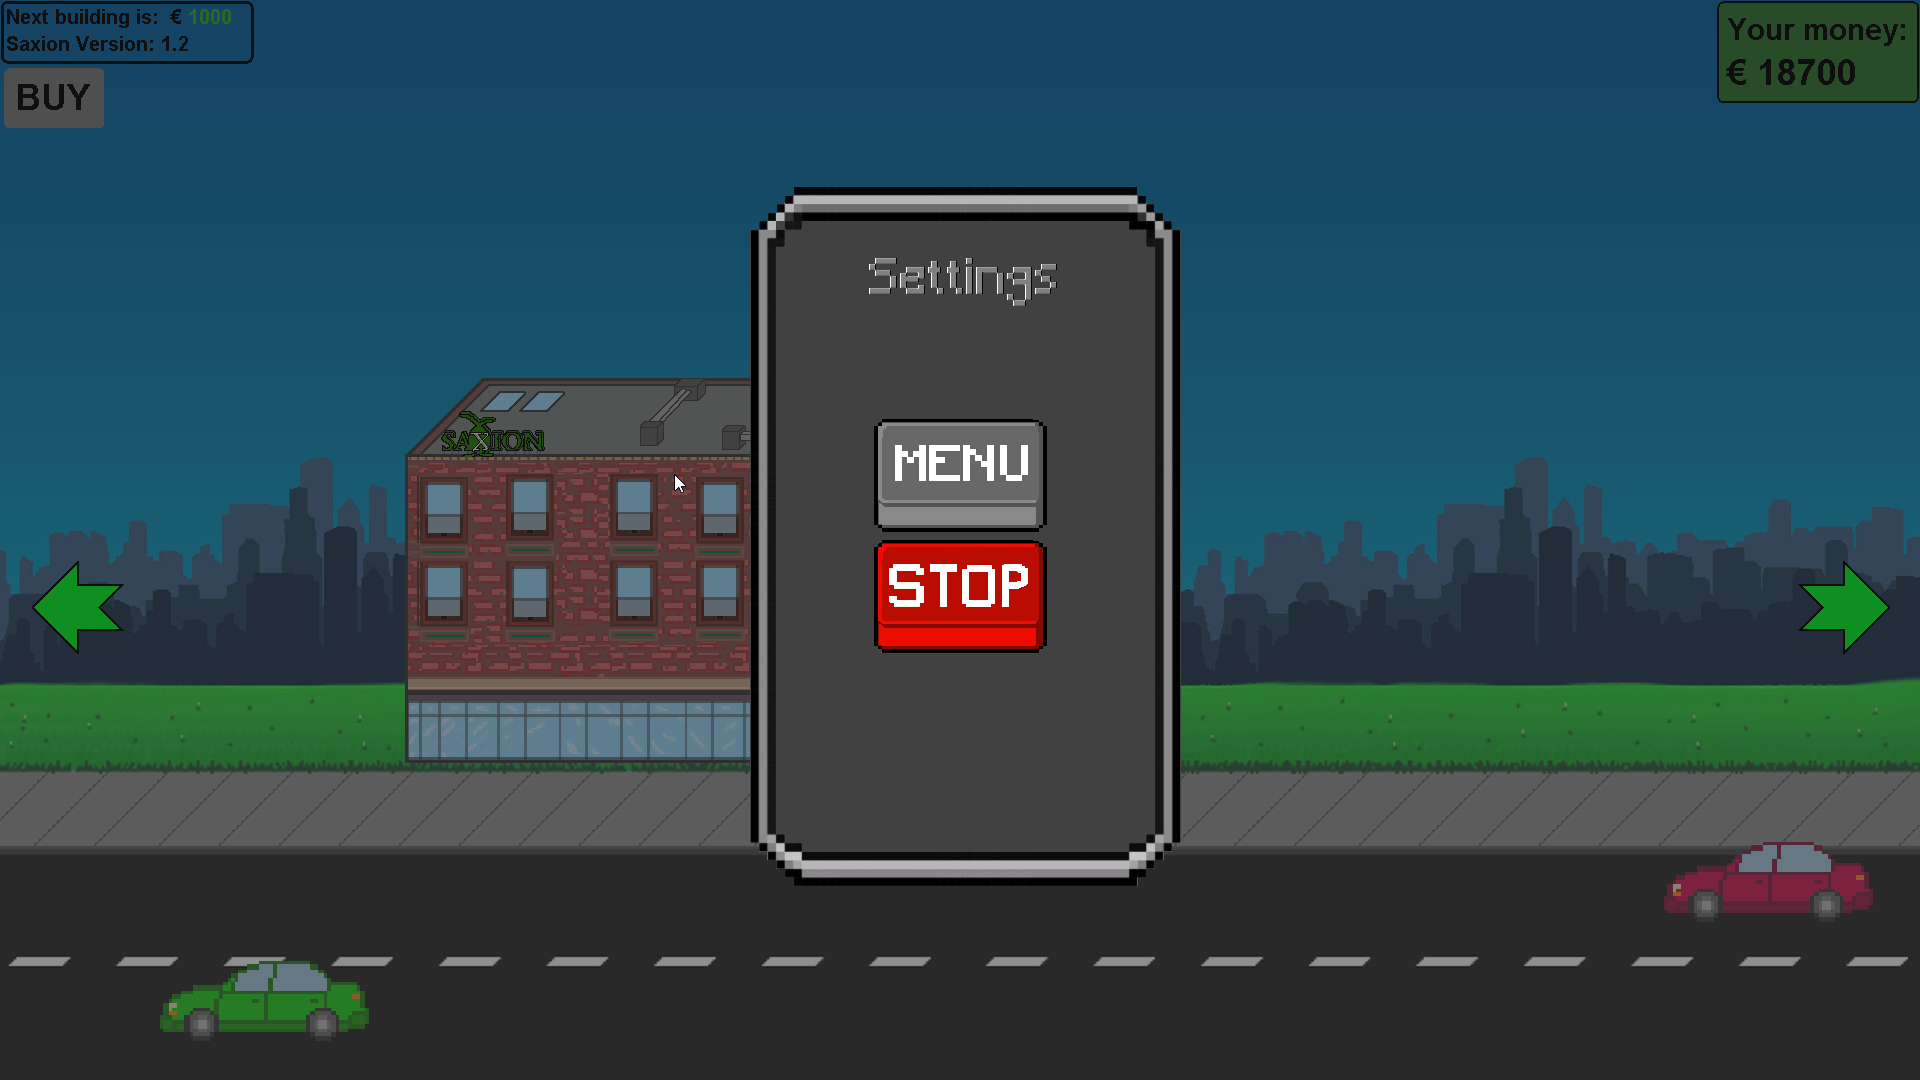 Next building is: € 1000
Saxion Version: 1.2
BUY
Your money:
€ 18700
Settings
MENU
STOP
SAXION